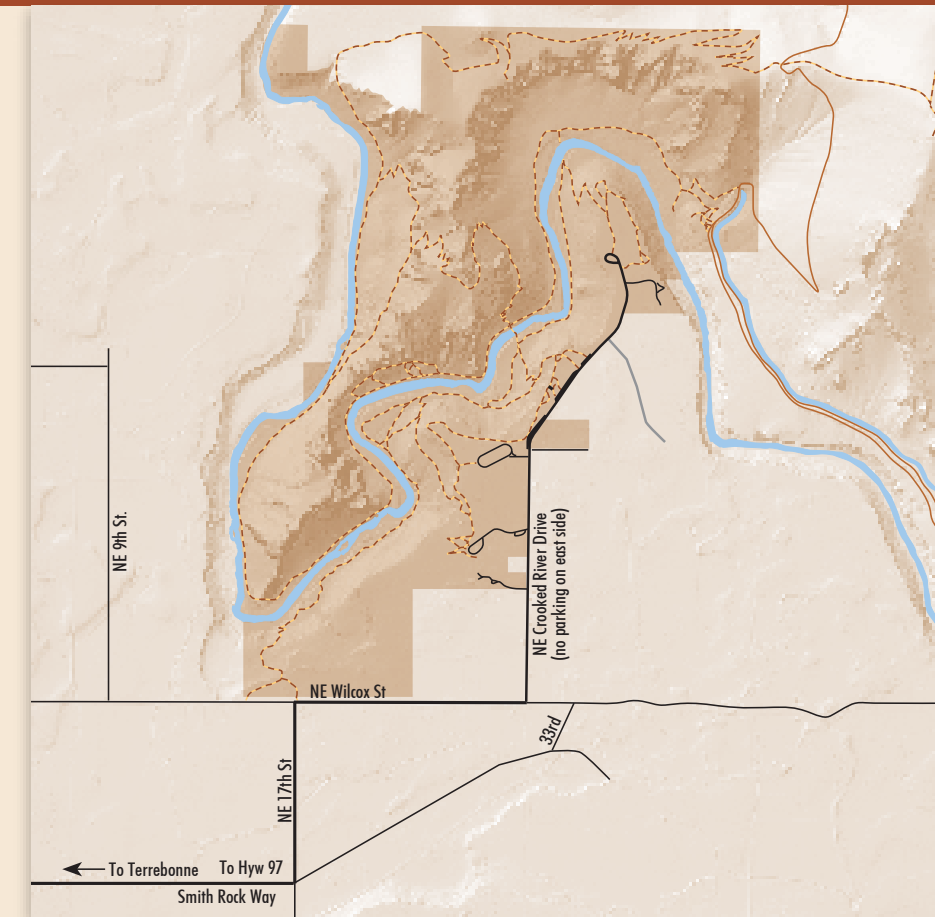 NE 9th St.
NE Crooked River Drive
(no parking on east side)
NE Wilcox St
33rd
NE 17th St
To Terrebonne
To Hyw 97
Smith Rock Way